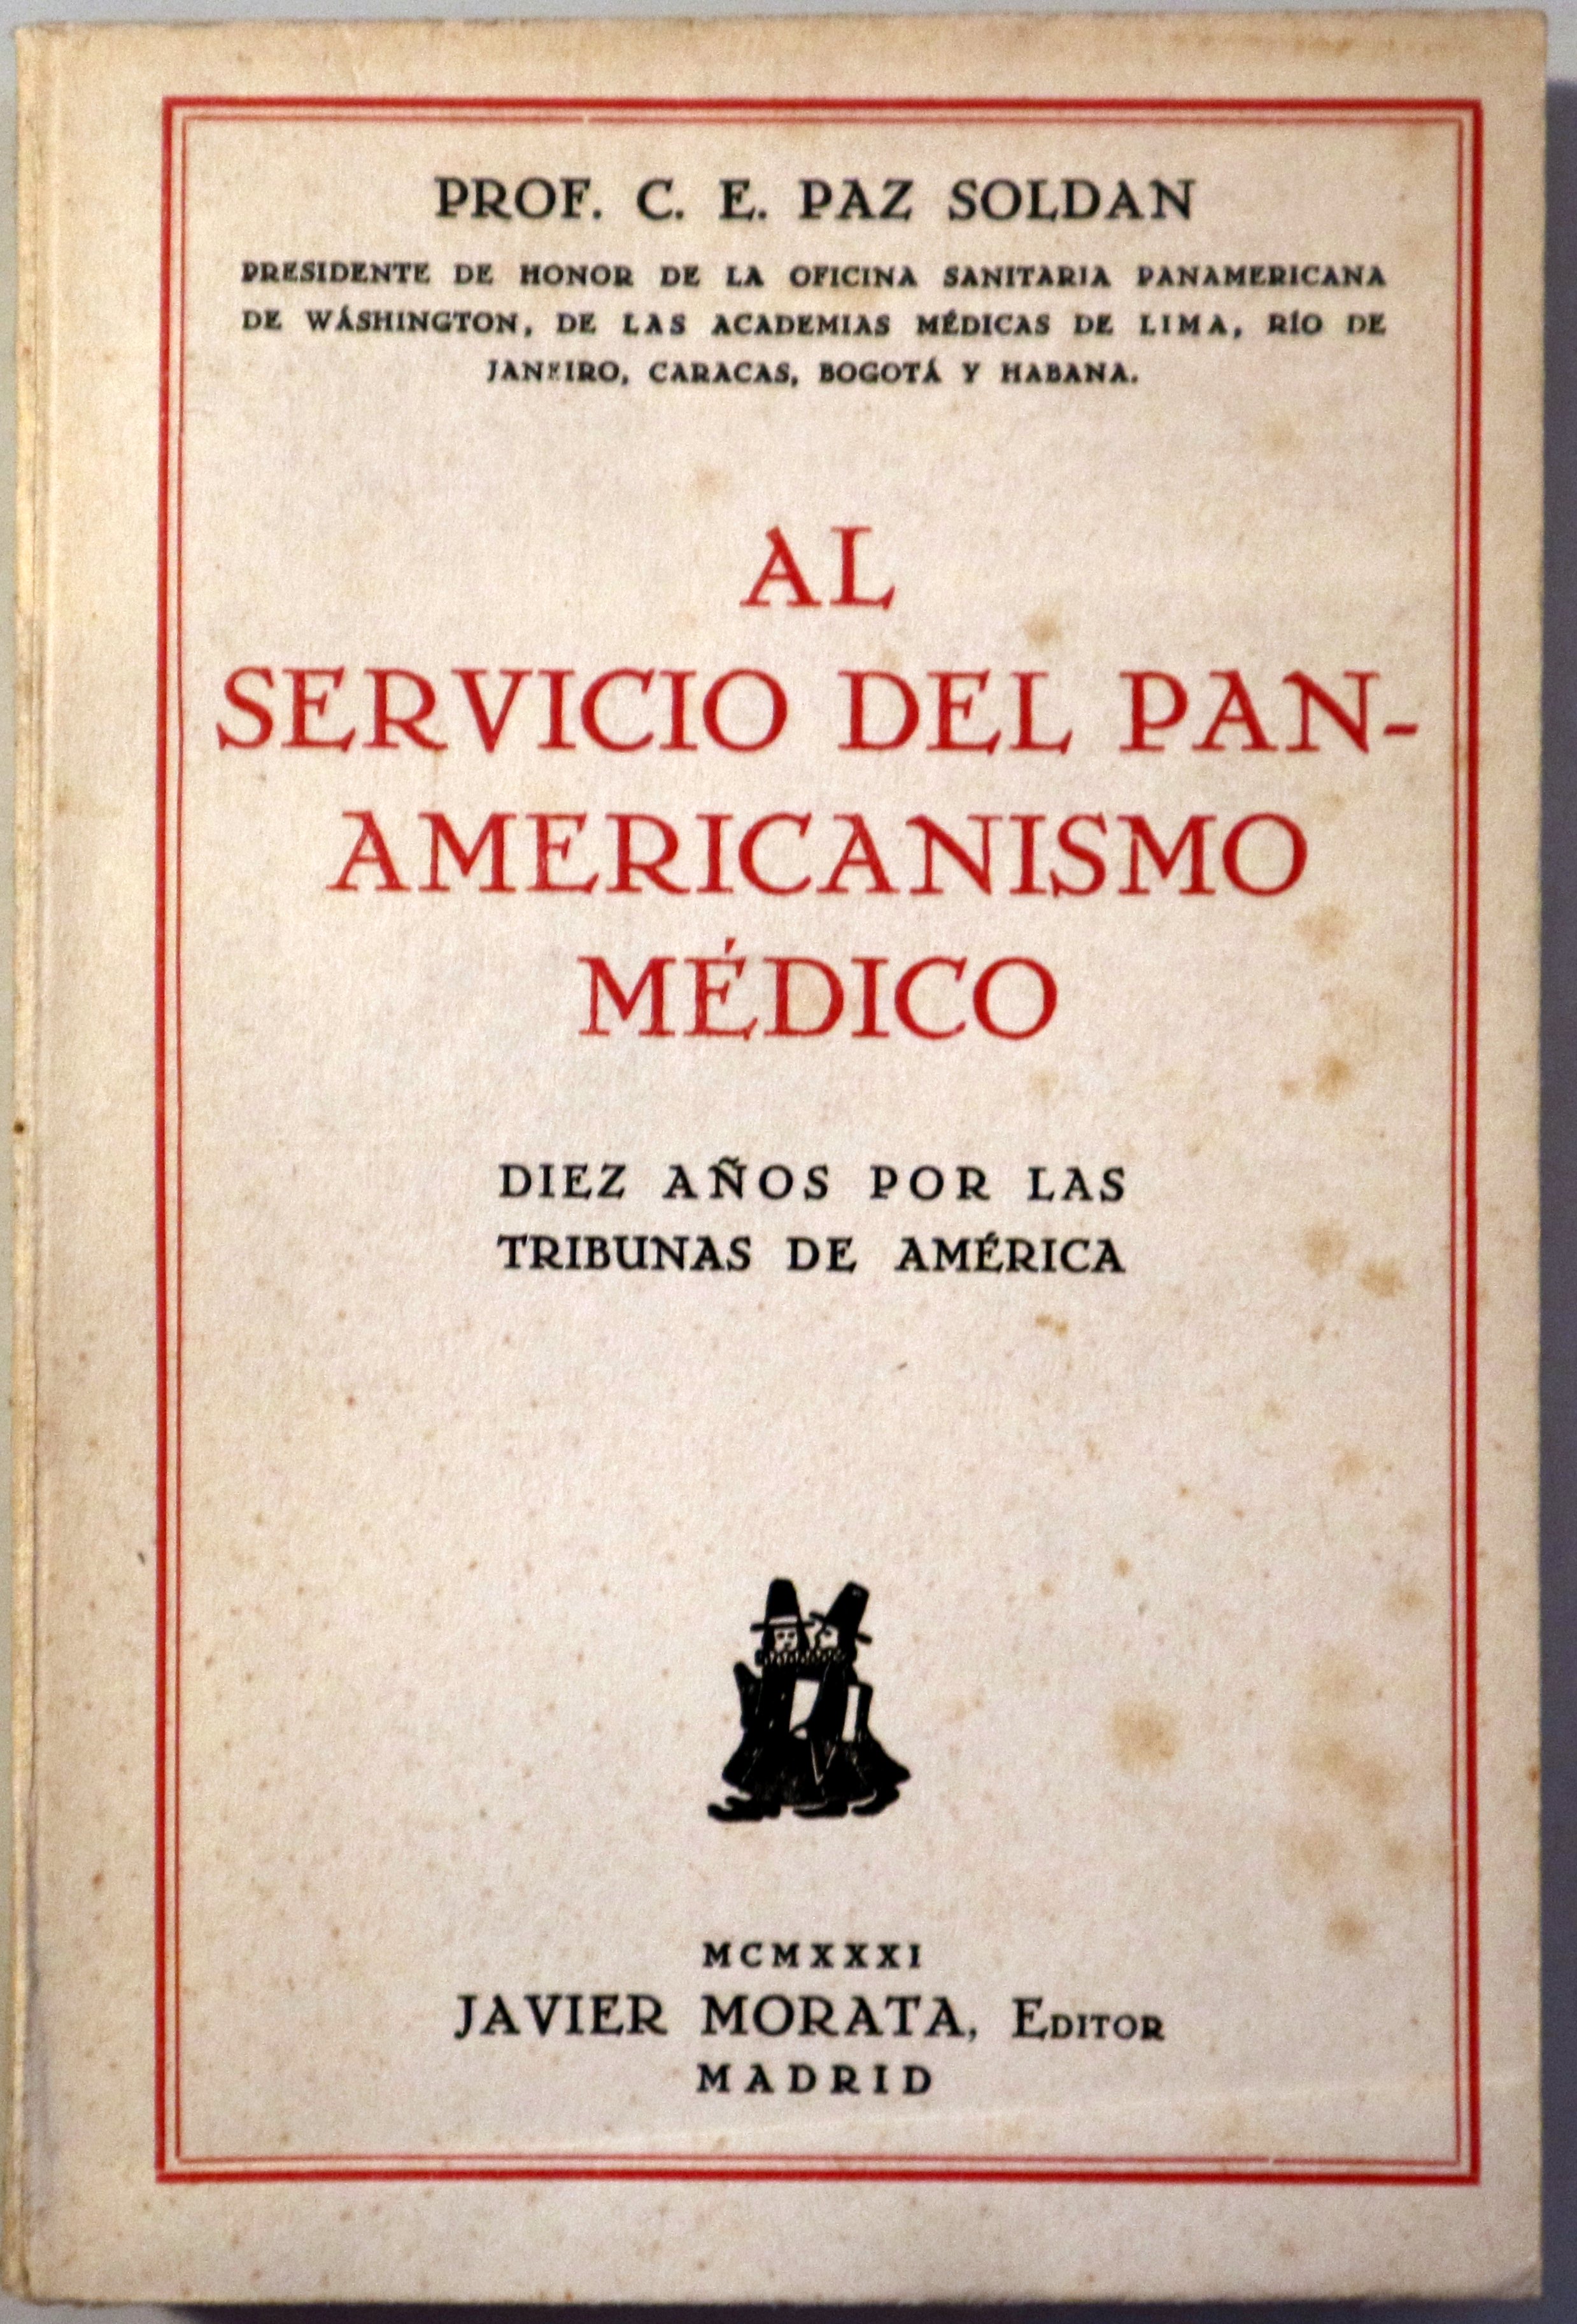 PROF. C. E. PAZ SOLDAN
PRESIDENTE DE HONOR DE LA OFICINA SANITARIA PANAMERICANA
DE WÁSHINGTON, DE LAS ACADEMIAS MÉDICAS DE LIMA, RÍO DE
JANEIRO, CARACAS, BOGOTÁ Y HABANA.
AL
SERVICIO DEL PAN-
AMERICANISMO
MÉDICO
DIEZ AÑOS POR LAS
TRIBUNAS DE AMÉRICA
MCMXXXI
JAVIER MORATA, EDITOR
MADRID